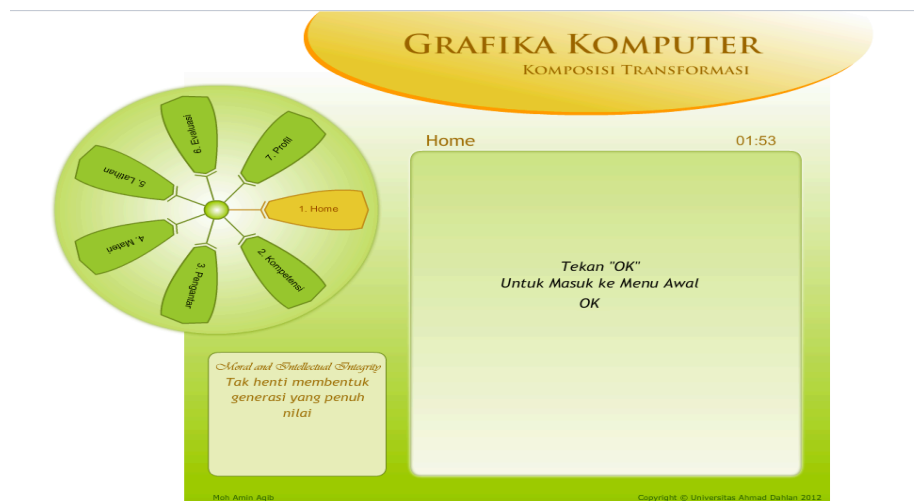 GRAFIKA KOMPUTER
KOMPOSISI TRANSFORMASI
Home
01:53
1. Home
2. Kompetensi
3. Pengantar
4. Materi
5. Latihan
6. Evaluasi
7. Profil
Tekan "OK"
Untuk Masuk ke Menu Awal
OK
Moral and Intellectual Integrity
Tak henti membentuk
generasi yang penuh
nilai
Moh Amin Aqib
Copyright © Universitas Ahmad Dahlan 2012